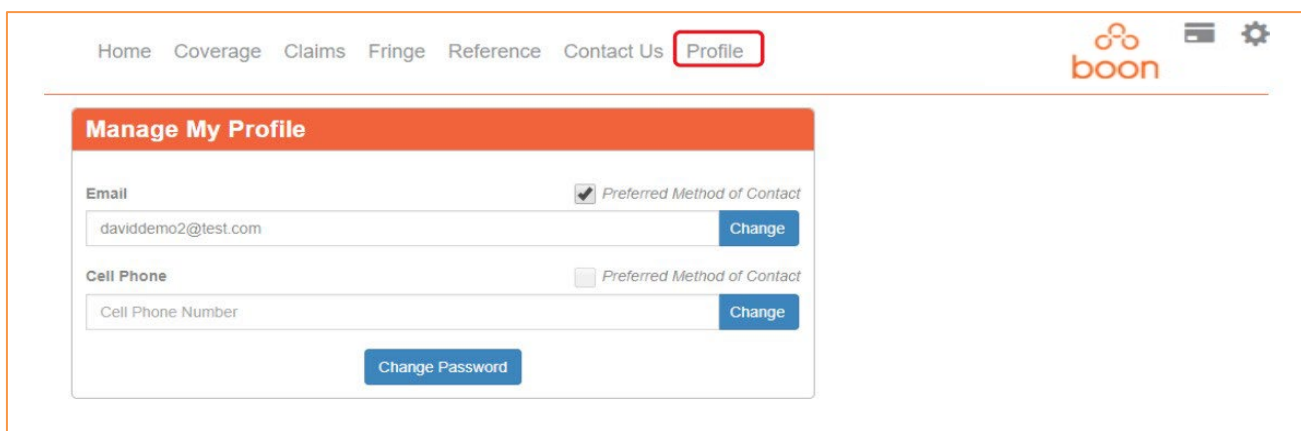 Home Coverage Claims Fringe Reference Contact Us Profile
boon
Manage My Profile
Email Preferred Method of Contact
daviddemo2@test.com Change
Cell Phone Preferred Method of Contact
Cell Phone Number Change
Change Password